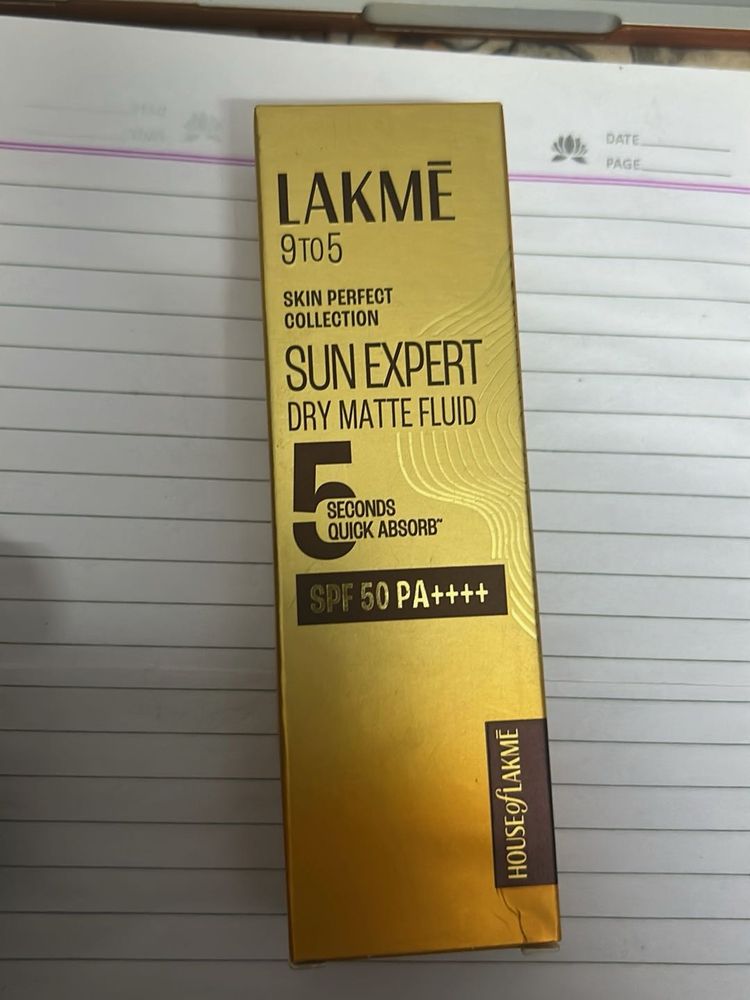 DATE
PAGE
LAKMĒ
9TO5
SKIN PERFECT
COLLECTION
SUN EXPERT
DRY MATTE FLUID
5
SECONDS
QUICK ABSORB˜
SPF 50 PA++++
HOUSE of LAKMĒ